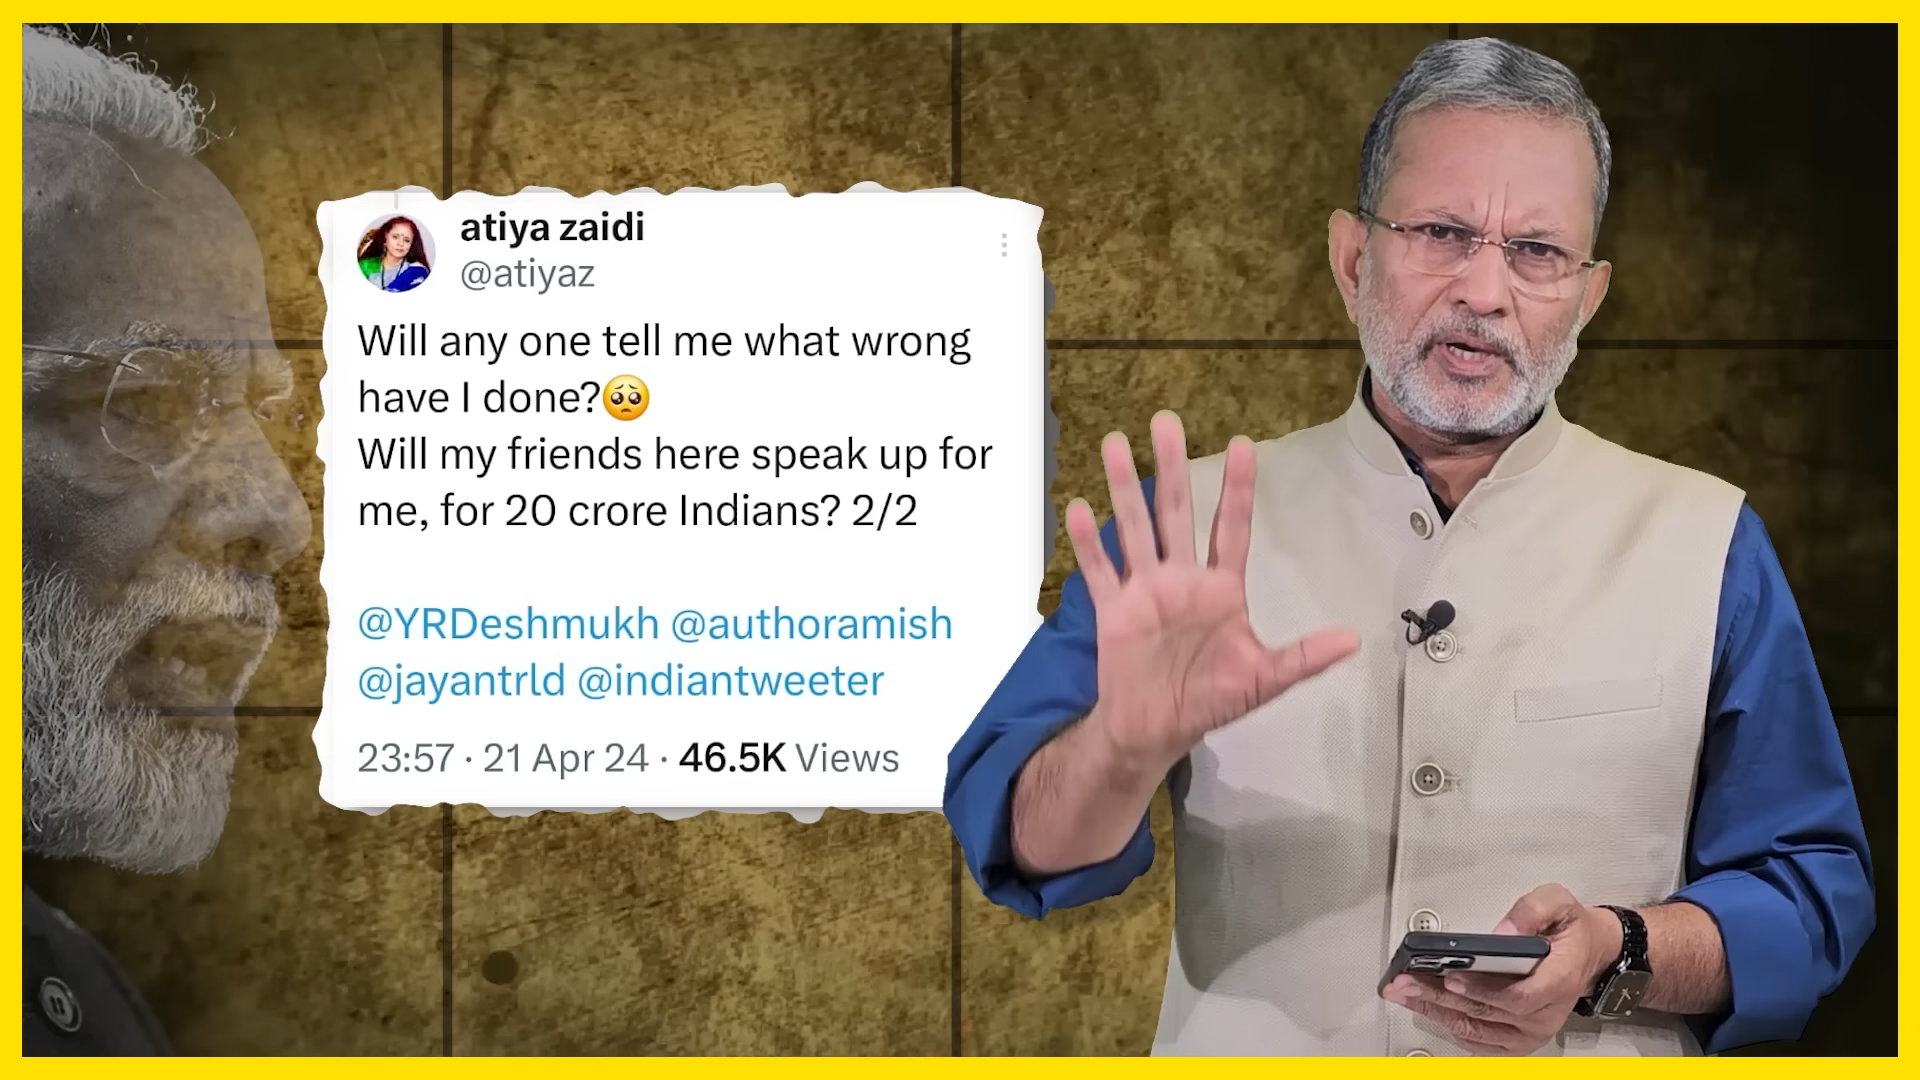 atiya zaidi
@atiyaz
Will any one tell me what wrong
have I done?🥺
Will my friends here speak up for
me, for 20 crore Indians? 2/2
@YRDeshmukh @authoramish
@jayantrld @indiantweeter
23:57 · 21 Apr 24 · 46.5K Views